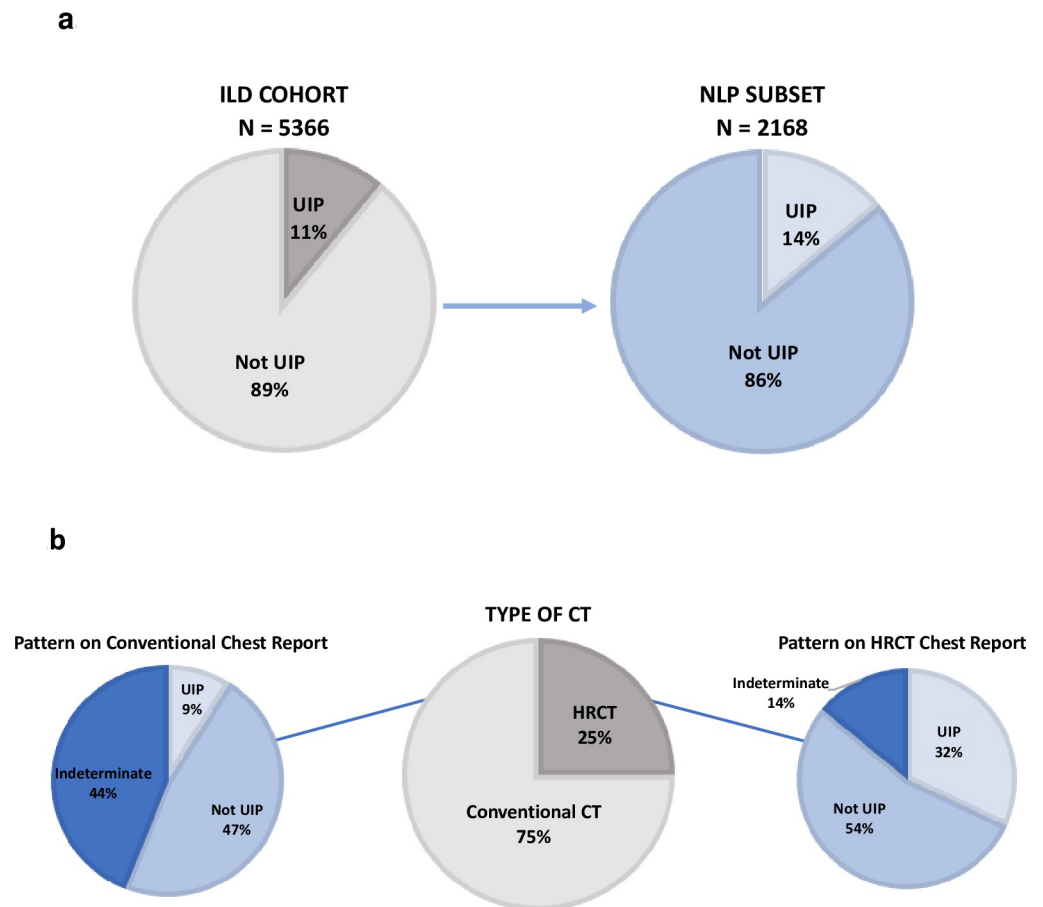 a
ILD COHORT
N = 5366
UIP
11%
Not UIP
89%
NLP SUBSET
N = 2168
UIP
14%
Not UIP
86%
b
Pattern on Conventional Chest Report
UIP
9%
Indeterminate
44%
Not UIP
47%
TYPE OF CT
HRCT
25%
Conventional CT
75%
Pattern on HRCT Chest Report
Indeterminate
14%
UIP
32%
Not UIP
54%